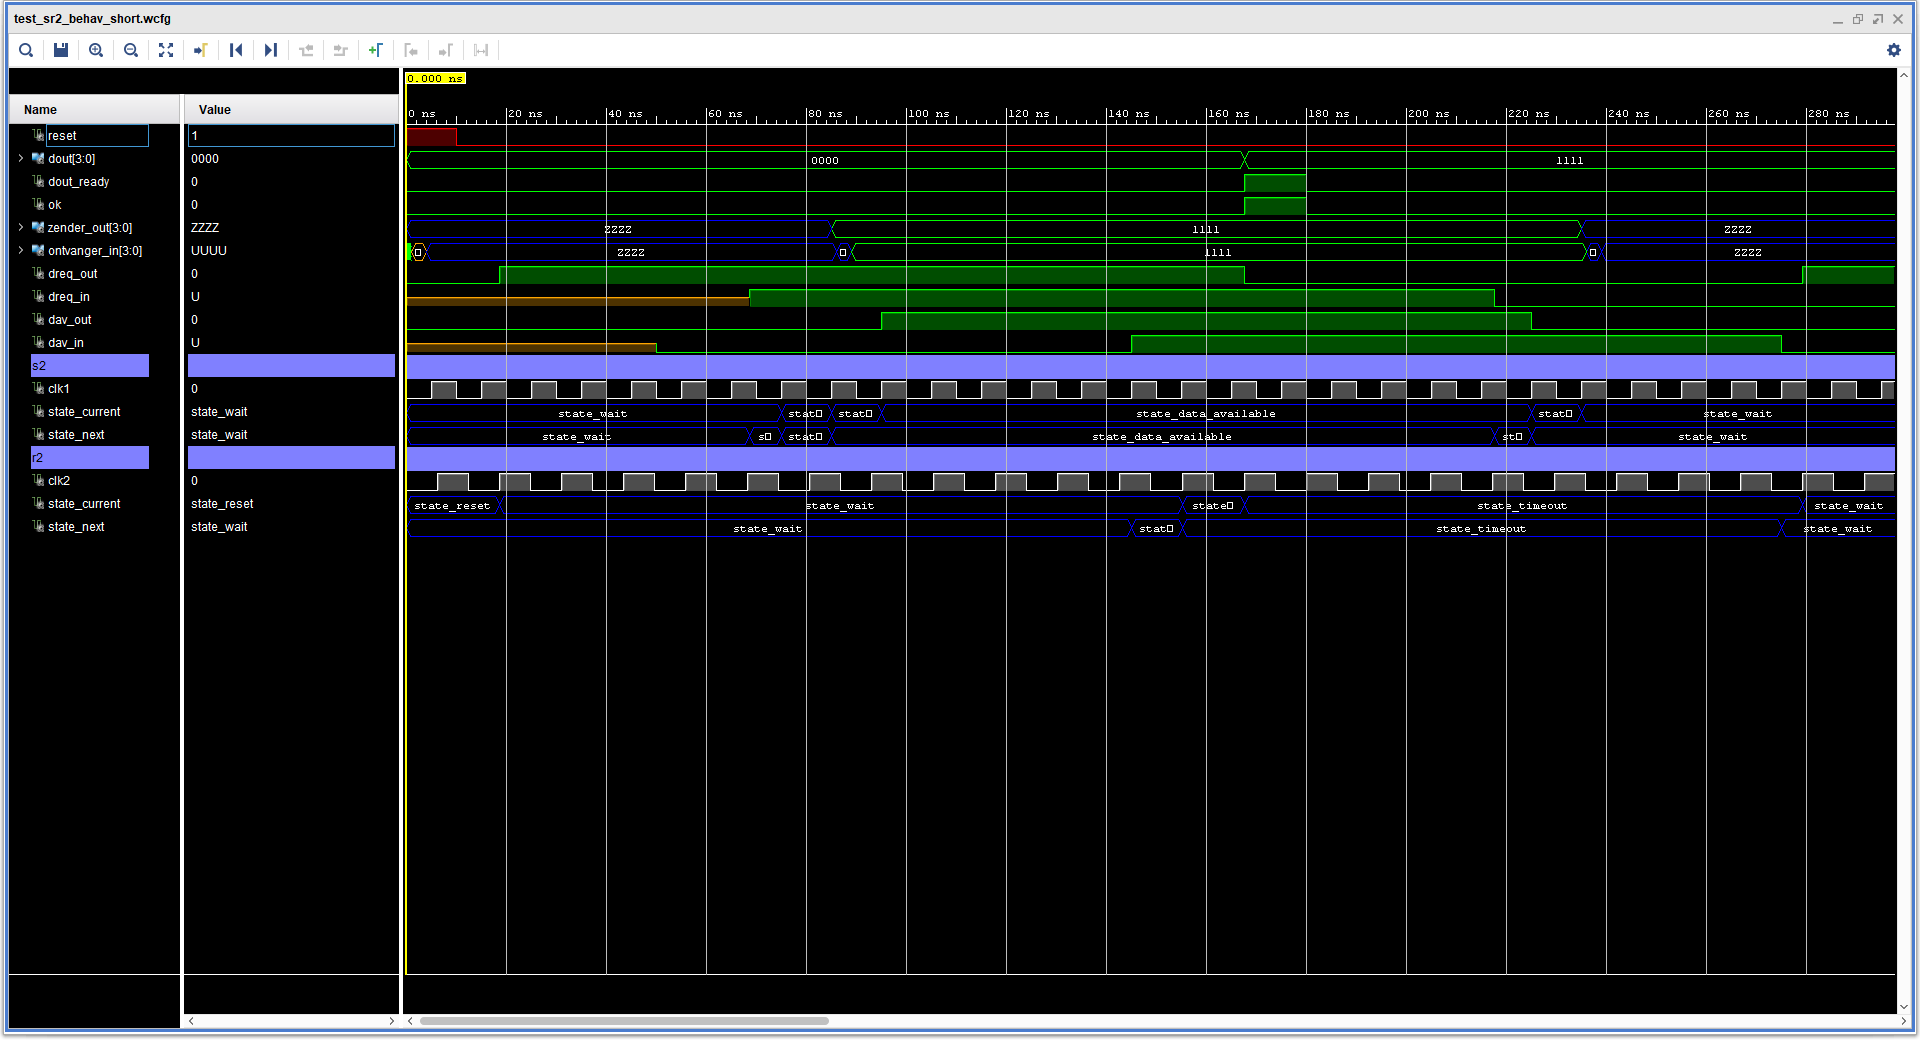 test_sr2_behav_short.wcfg
0.000 ns
Name Value
0 ns 20 ns 40 ns 60 ns 80 ns 100 ns 120 ns 140 ns 160 ns 180 ns 200 ns 220 ns 240 ns 260 ns 280 ns
reset 1
dout[3:0] 0000 0000 1111
dout_ready 0
ok 0
zender_out[3:0] ZZZZ ZZZZ 1111 ZZZZ
ontvanger_in[3:0] UUUU ZZZZ 1111 ZZZZ
dreq_out 0
dreq_in U
dav_out 0
dav_in U
s2
clk1 0
state_current state_wait state_wait stat stat state_data_available stat state_wait
state_next state_wait state_wait s stat state_data_available st state_wait
r2
clk2 0
state_current state_reset state_reset state_wait state state_timeout state_wait
state_next state_wait state_wait stat state_timeout state_wait